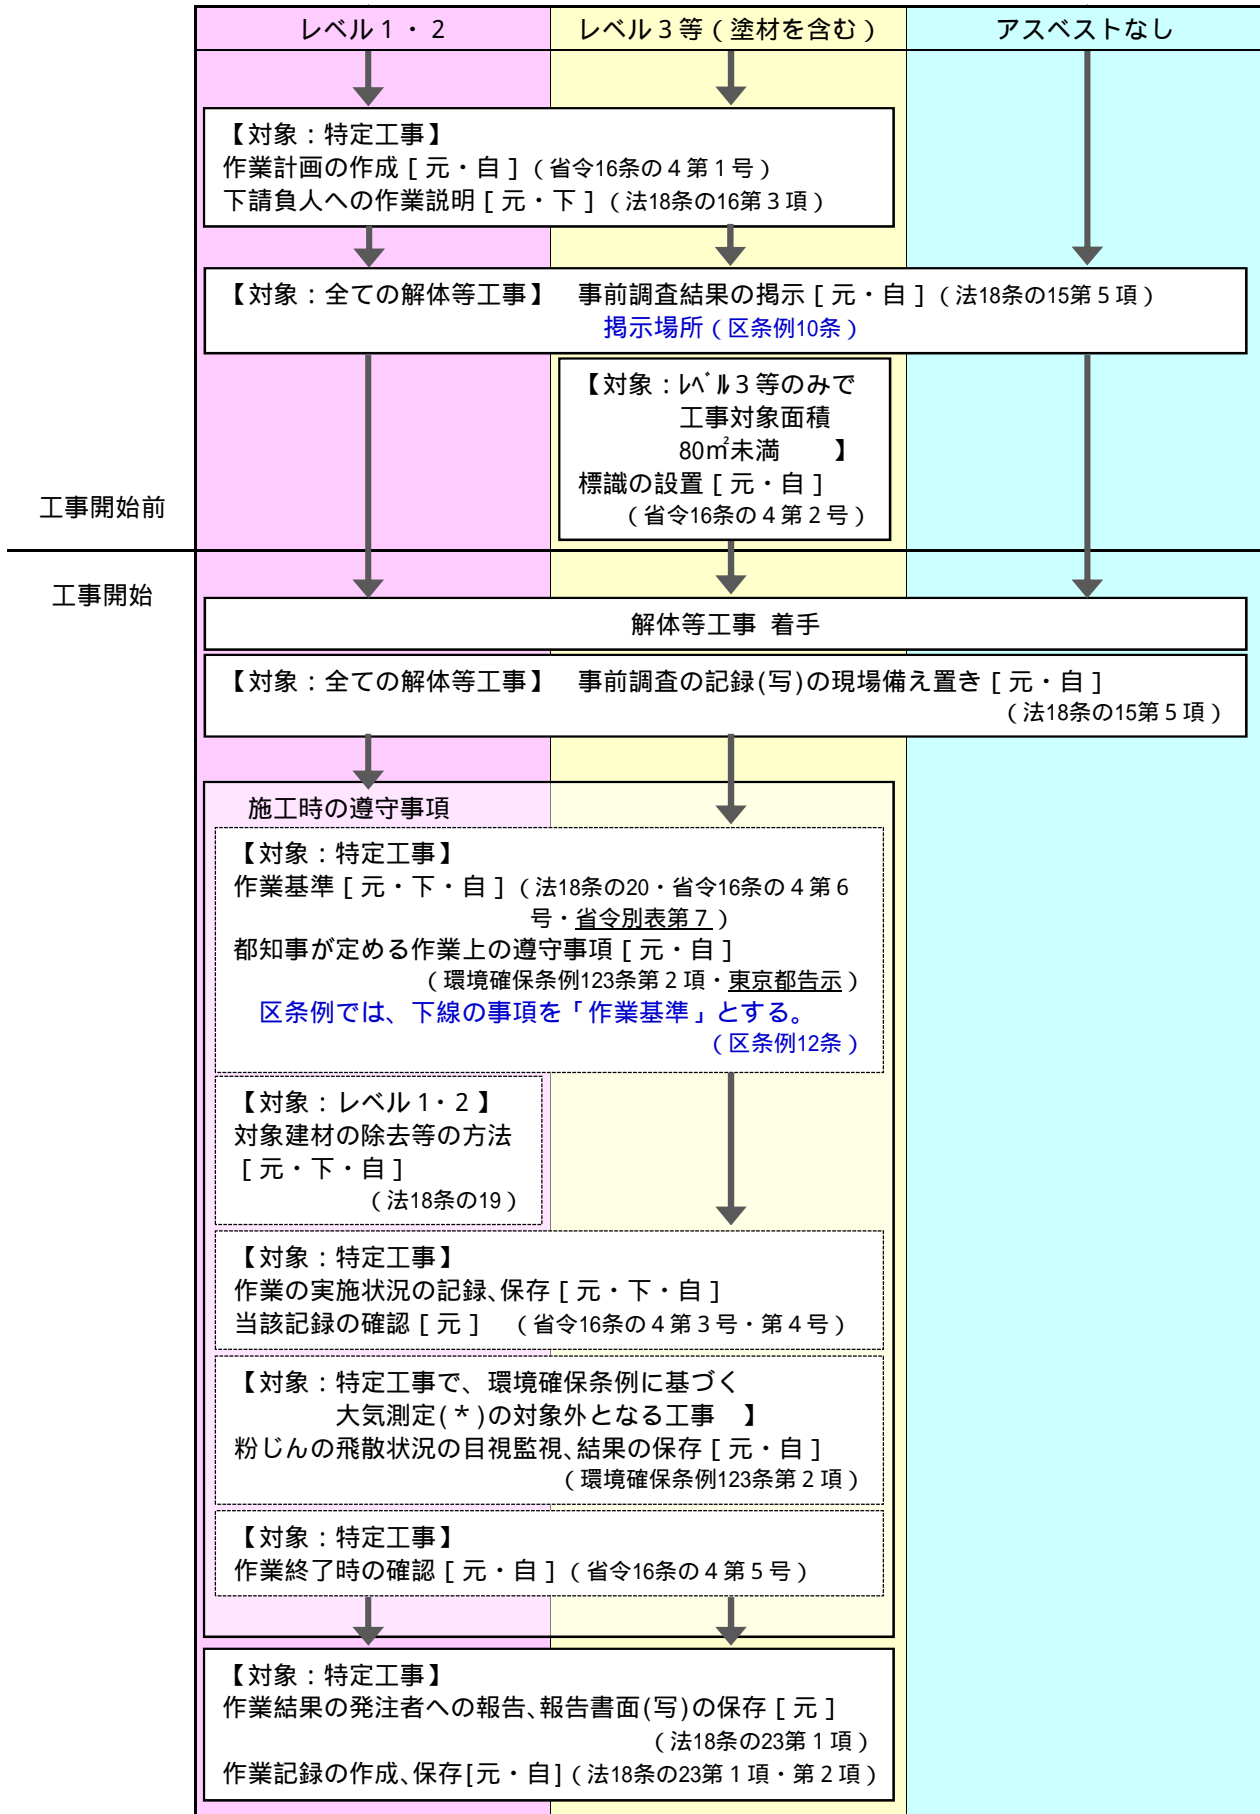 レベル１・２
レベル３等（塗材を含む）
アスベストなし
【対象：特定工事】
作業計画の作成［元・自］（省令16条の４第１号）
下請負人への作業説明［元・下］（法18条の16第３項）
【対象：全ての解体等工事】　事前調査結果の掲示［元・自］（法18条の15第５項）
掲示場所（区条例10条）
【対象：ﾚﾍﾞﾙ３等のみで
工事対象面積
80㎡未満　　】
標識の設置［元・自］
（省令16条の４第２号）
工事開始前
工事開始
解体等工事 着手
【対象：全ての解体等工事】　事前調査の記録(写)の現場備え置き［元・自］
（法18条の15第５項）
施工時の遵守事項
【対象：特定工事】
作業基準［元・下・自］（法18条の20・省令16条の４第６
号・省令別表第７）
都知事が定める作業上の遵守事項［元・自］
（環境確保条例123条第２項・東京都告示）
区条例では、下線の事項を「作業基準」とする。
（区条例12条）
【対象：レベル１・２】
対象建材の除去等の方法
［元・下・自］
（法18条の19）
【対象：特定工事】
作業の実施状況の記録、保存［元・下・自］
当該記録の確認［元］　（省令16条の４第３号・第４号）
【対象：特定工事で、環境確保条例に基づく
大気測定(＊)の対象外となる工事　】
粉じんの飛散状況の目視監視、結果の保存［元・自］
（環境確保条例123条第２項）
【対象：特定工事】
作業終了時の確認［元・自］（省令16条の４第５号）
【対象：特定工事】
作業結果の発注者への報告、報告書面(写)の保存［元］
（法18条の23第１項）
作業記録の作成、保存[元・自]（法18条の23第１項・第２項）